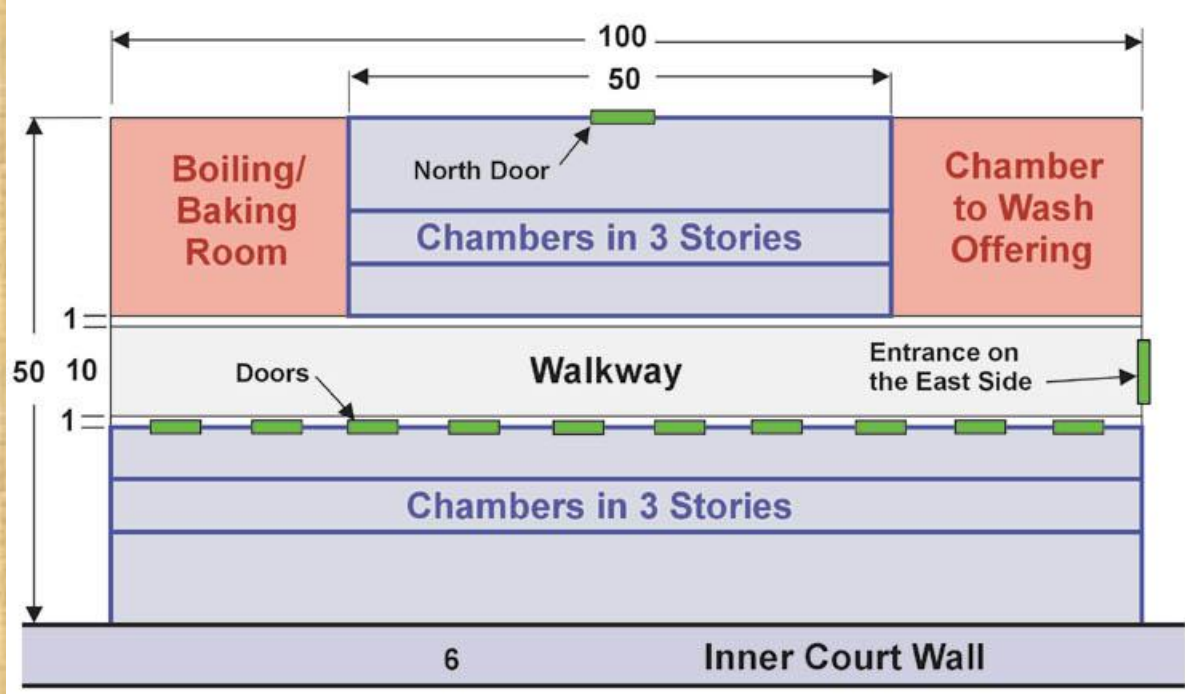 100
50
North Door
Boiling/
Baking
Room
Chambers in 3 Stories
Chamber
to Wash
Offering
1
50
10
Doors
Walkway
Entrance on
the East Side
1
Chambers in 3 Stories
6
Inner Court Wall